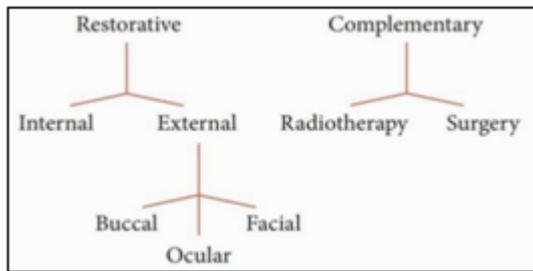 Restorative
Complementary
Internal
External
Radiotherapy
Surgery
Buccal
Facial
Ocular